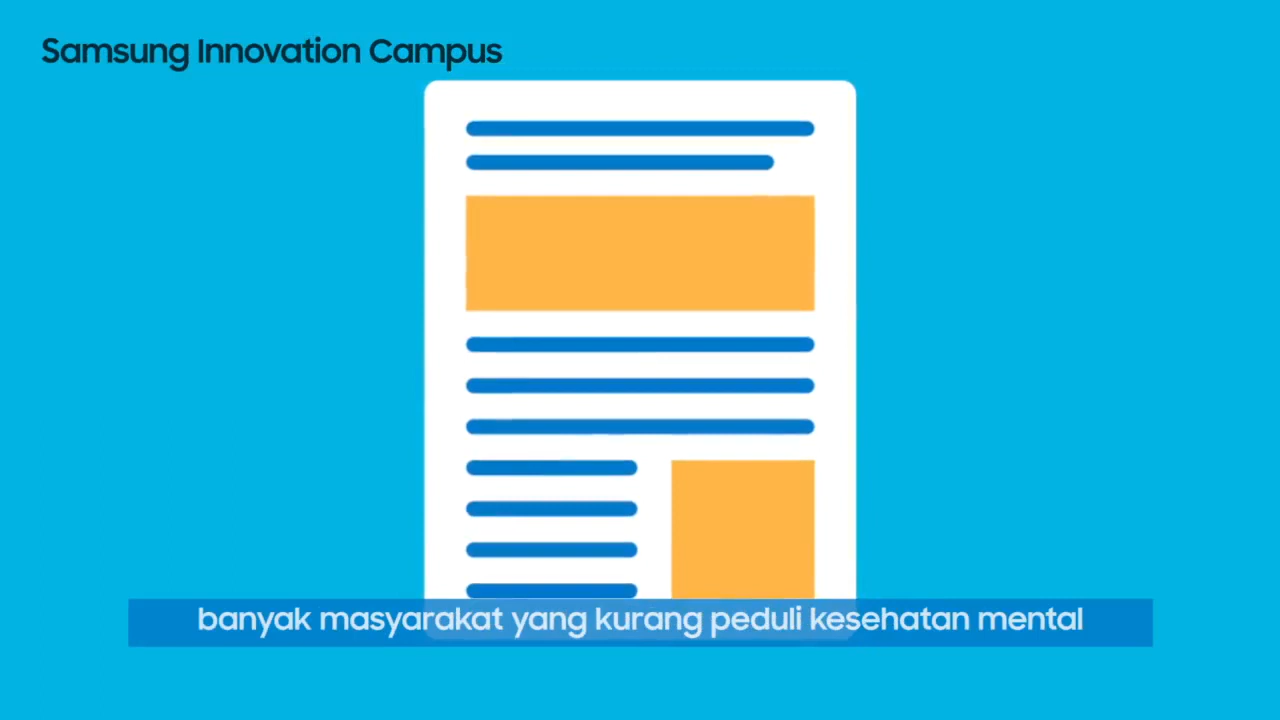 Samsung Innovation Campus
banyak masyarakat yang kurang peduli kesehatan mental